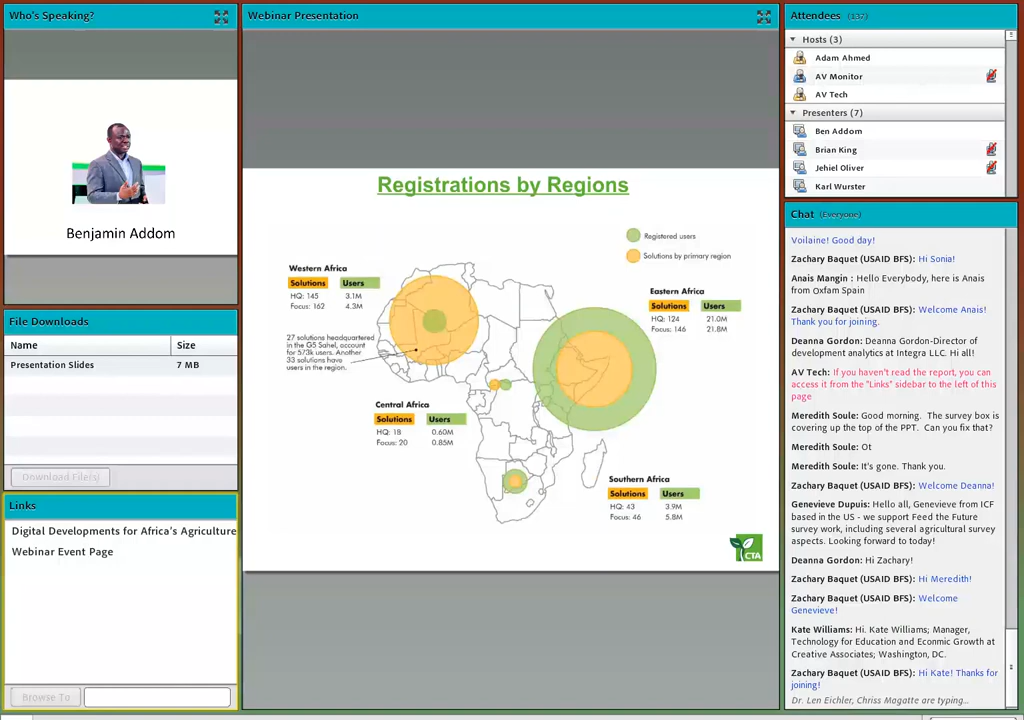 Who's Speaking?
Benjamin Addom
File Downloads
Name Size
Presentation Slides 7 MB
Download File(s)
Links
Digital Developments for Africa's Agriculture
Webinar Event Page
Browse To
Webinar Presentation
Registrations by Regions
Registered users
Solutions by primary region
Western Africa
Solutions Users
HQ: 145 3.1M
Focus: 162 4.3M
27 solutions headquartered
in the G5 Sahel, account
for 573k users. Another
33 solutions have
users in the region.
Eastern Africa
Solutions Users
HQ: 124 21.0M
Focus: 146 21.8M
Central Africa
Solutions Users
HQ: 18 0.60M
Focus: 20 0.85M
Southern Africa
Solutions Users
HQ: 43 3.9M
Focus: 46 5.8M
CTA
Attendees (137)
Hosts (3)
Adam Ahmed
AV Monitor
AV Tech
Presenters (7)
Ben Addom
Brian King
Jehiel Oliver
Karl Wurster
Chat (Everyone)
Voilaine! Good day!
Zachary Baquet (USAID BFS): Hi Sonia!
Anais Mangin : Hello Everybody, here is Anais
from Oxfam Spain
Zachary Baquet (USAID BFS): Welcome Anais!
Thank you for joining.
Deanna Gordon: Deanna Gordon-Director of
development analytics at Integra LLC. Hi all!
AV Tech: If you haven't read the report, you can
access it from the "Links" sidebar to the left of this
page
Meredith Soule: Good morning. The survey box is
covering up the top of the PPT. Can you fix that?
Meredith Soule: Ot
Meredith Soule: It's gone. Thank you.
Zachary Baquet (USAID BFS): Welcome Deanna!
Genevieve Dupuis: Hello all, Genevieve from ICF
based in the US - we support Feed the Future
survey work, including several agricultural survey
aspects. Looking forward to today!
Deanna Gordon: Hi Zachary!
Zachary Baquet (USAID BFS): Hi Meredith!
Zachary Baquet (USAID BFS): Welcome
Genevieve!
Kate Williams: Hi. Kate Williams; Manager,
Technology for Education and Econmic Growth at
Creative Associates; Washington, DC.
Zachary Baquet (USAID BFS): Hi Kate! Thanks for
joining!
Dr. Len Eichler, Chriss Magatte are typing...